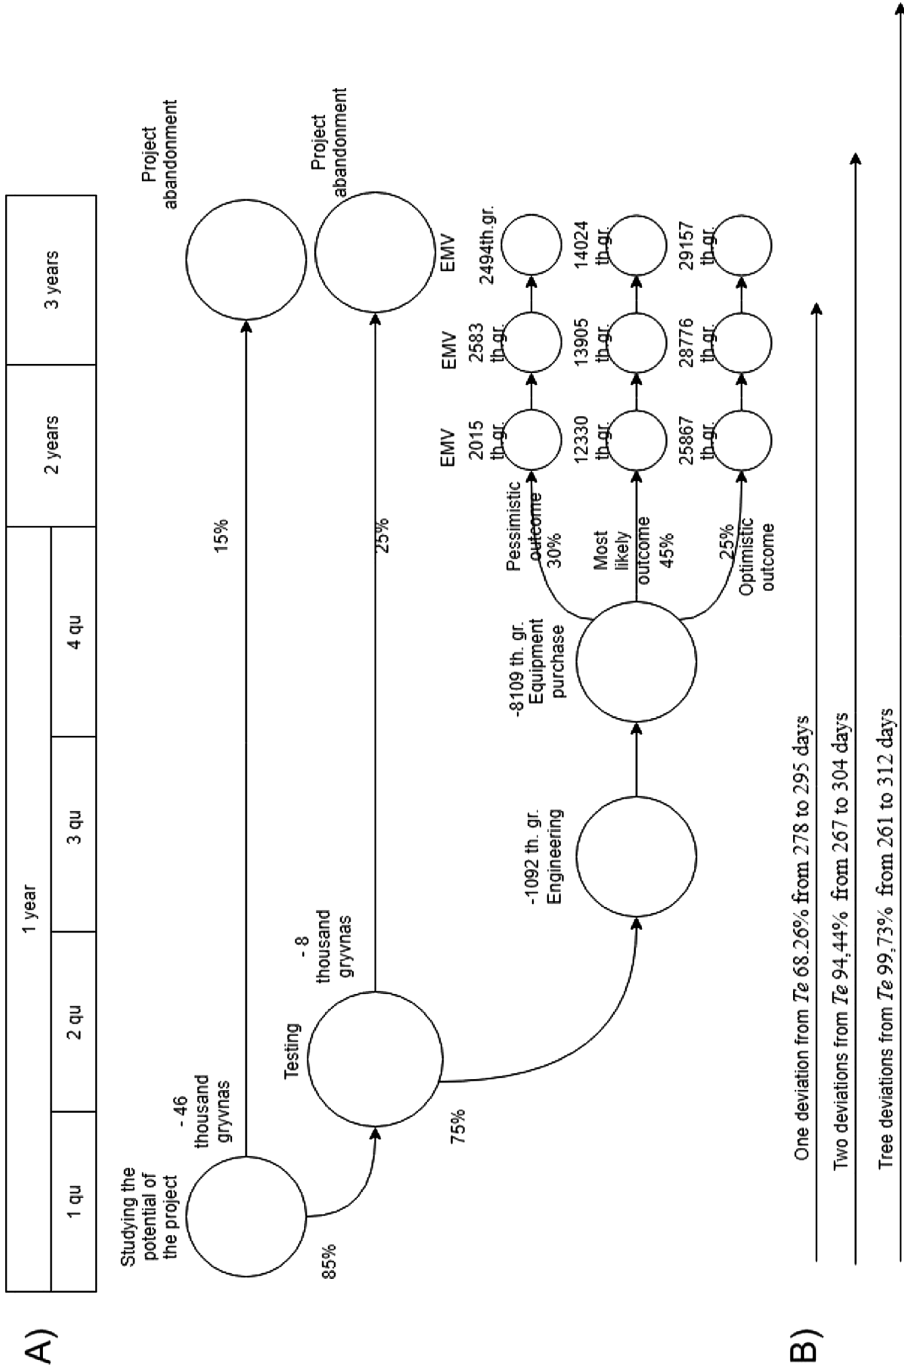 A)
1 year
2 years
3 years
1 qu
2 qu
3 qu
4 qu
Studying the
potential of
the project
- 46
thousand
gryvnas
15%
Project
abandonment
85%
Testing
- 8
thousand
gryvnas
25%
Project
abandonment
75%
-1092 th. gr.
Engineering
-8109 th. gr.
Equipment
purchase
Pessimistic
outcome
30%
Most
likely
outcome
45%
25%
Optimistic
outcome
EMV
EMV
EMV
2015
th.gr.
2583
th.gr.
2494th.gr.
12330
th.gr.
13905
th.gr.
14024
th.gr.
25867
th.gr.
28776
th.gr.
29157
th.gr.
B)
One deviation from Te 68.26% from 278 to 295 days
Two deviations from Te 94,44% from 267 to 304 days
Tree deviations from Te 99,73% from 261 to 312 days